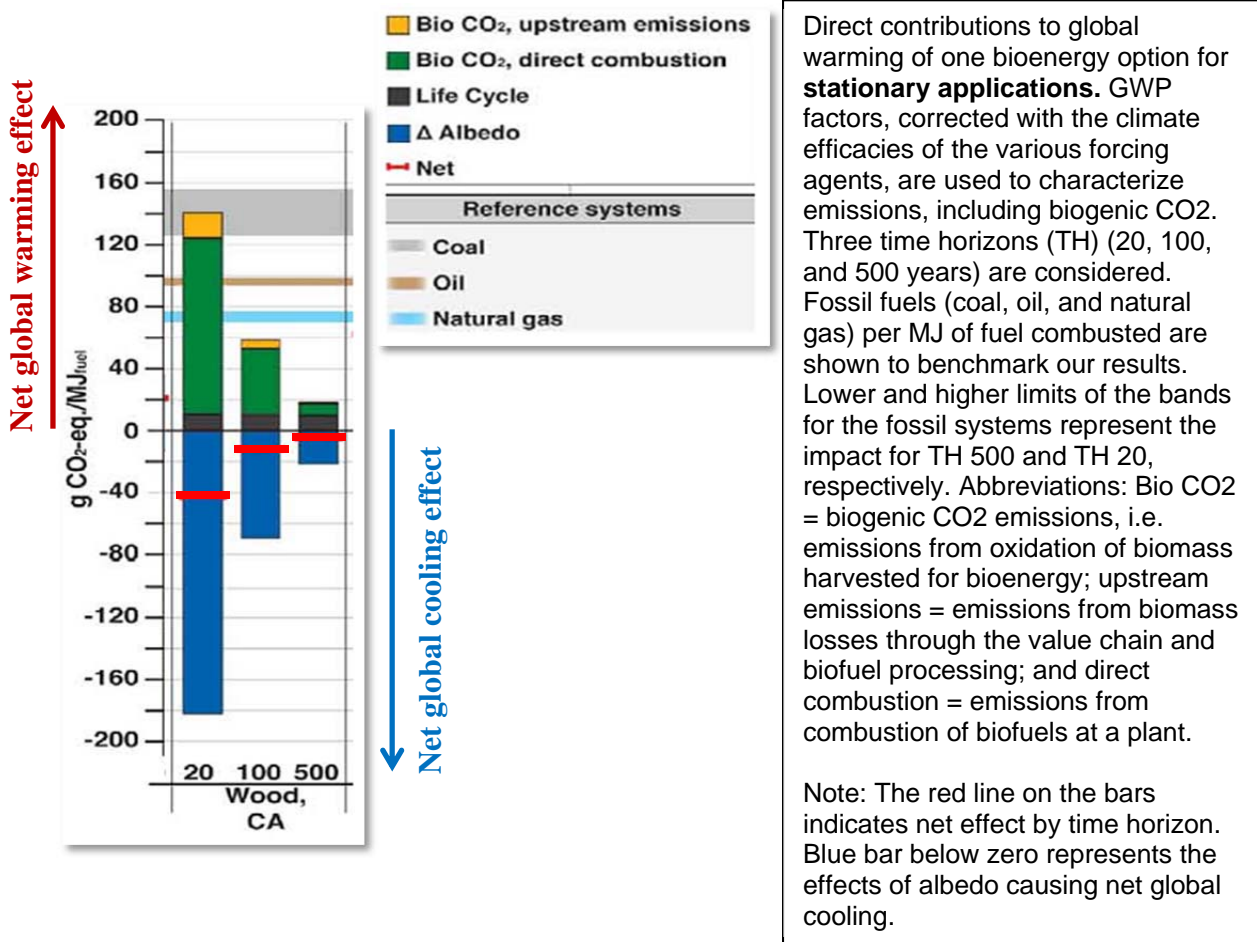 Bio CO₂, upstream emissions
Bio CO₂, direct combustion
Life Cycle
Δ Albedo
Net
Reference systems
Coal
Oil
Natural gas
Net global warming effect
g CO₂-eq./MJfuel
200
160
120
80
40
0
-40
-80
-120
-160
-200
20 100 500
Wood,
CA
Net global cooling effect
Direct contributions to global
warming of one bioenergy option for
stationary applications. GWP
factors, corrected with the climate
efficacies of the various forcing
agents, are used to characterize
emissions, including biogenic CO2.
Three time horizons (TH) (20, 100,
and 500 years) are considered.
Fossil fuels (coal, oil, and natural
gas) per MJ of fuel combusted are
shown to benchmark our results.
Lower and higher limits of the bands
for the fossil systems represent the
impact for TH 500 and TH 20,
respectively. Abbreviations: Bio CO2
= biogenic CO2 emissions, i.e.
emissions from oxidation of biomass
harvested for bioenergy; upstream
emissions = emissions from biomass
losses through the value chain and
biofuel processing; and direct
combustion = emissions from
combustion of biofuels at a plant.
Note: The red line on the bars
indicates net effect by time horizon.
Blue bar below zero represents the
effects of albedo causing net global
cooling.